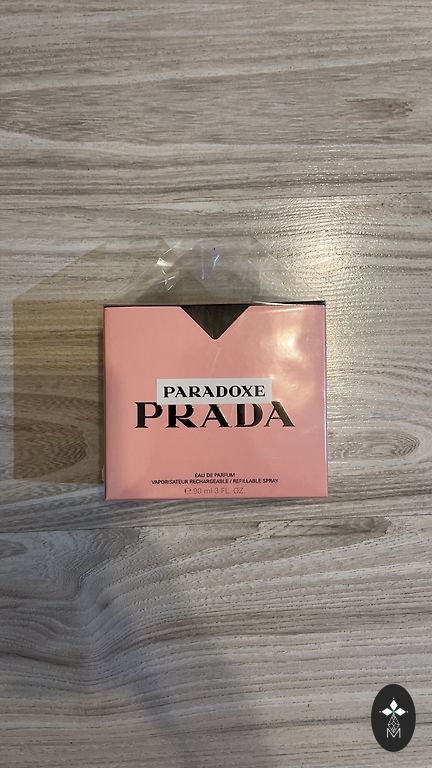 PARADOXE
PRADA
EAU DE PARFUM
VAPORISATEUR RECHARGEABLE / REFILLABLE SPRAY
℮ 90 ml 3 FL. OZ.